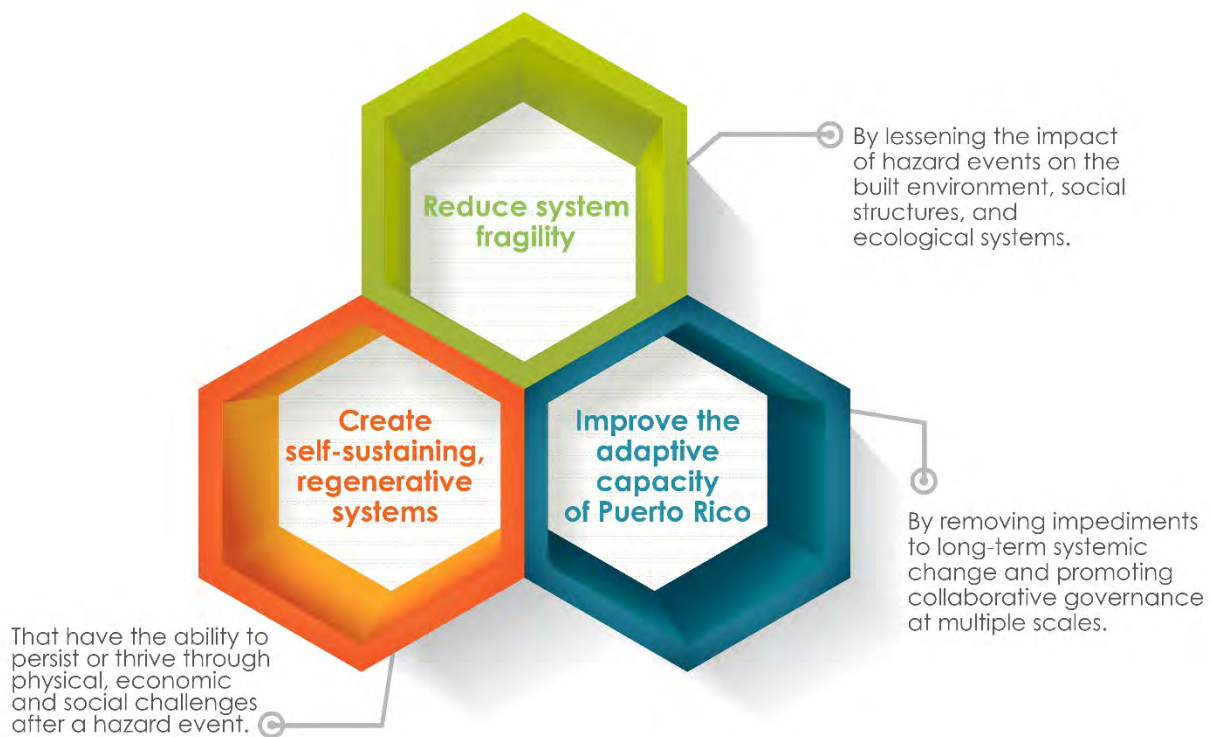 Reduce system
fragility
By lessening the impact
of hazard events on the
built environment, social
structures, and
ecological systems.
Create
self-sustaining,
regenerative
systems
Improve the
adaptive
capacity
of Puerto Rico
By removing impediments
to long-term systemic
change and promoting
collaborative governance
at multiple scales.
That have the ability to
persist or thrive through
physical, economic
and social challenges
after a hazard event.